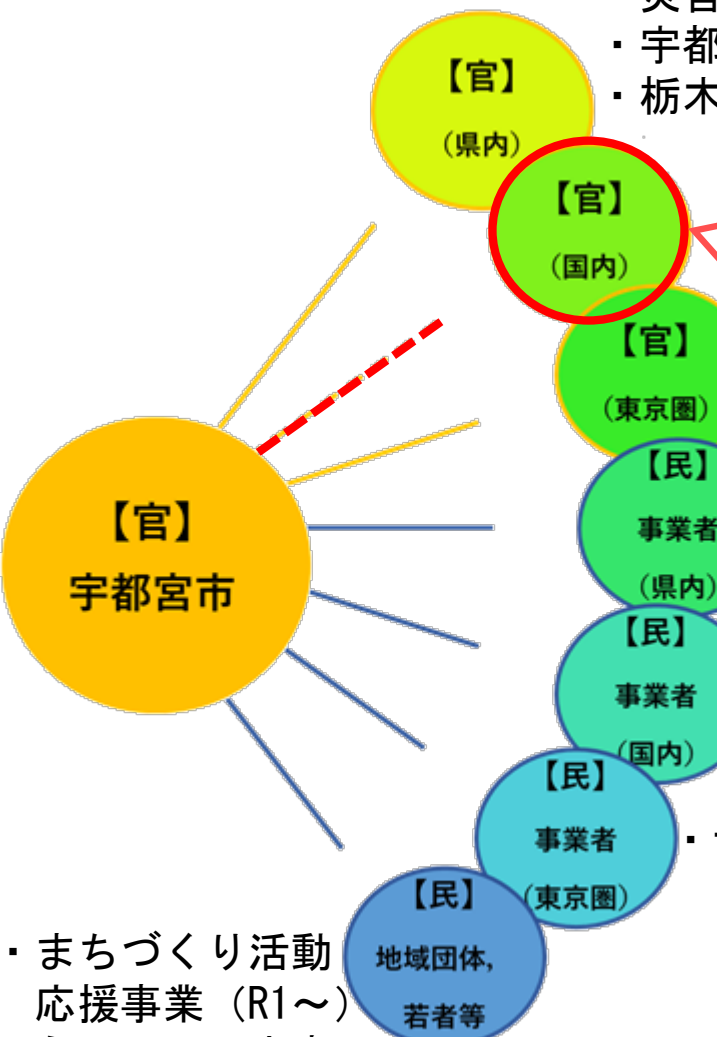 ・宇都
・栃木
【官】
(県内)
【官】
(国内)
【官】
(東京圏)
【民】
事業者
(県内)
【官】
宇都宮市
【民】
事業者
(国内)
【民】
事業者
(東京圏)
【民】
地域団体,
若者等
・まちづくり活動
応援事業（R1～）